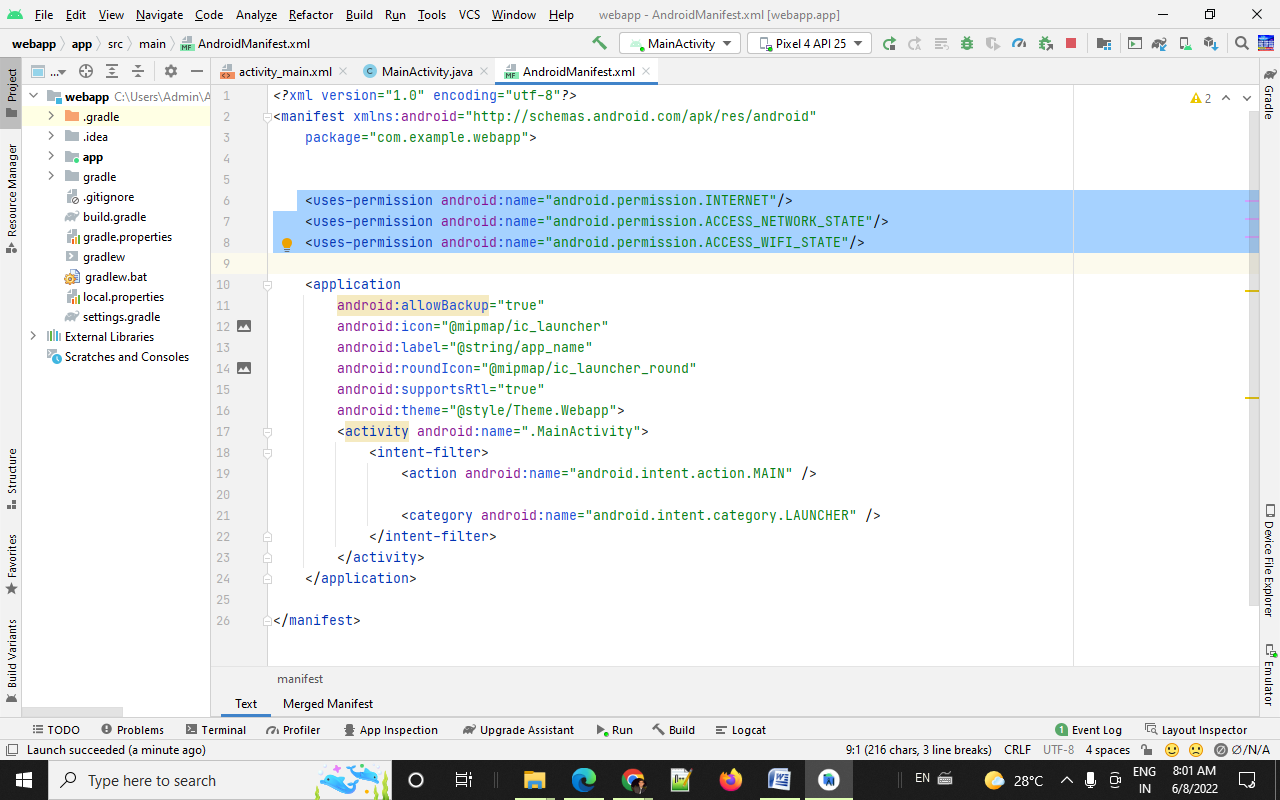 File Edit View Navigate Code Analyze Refactor Build Run Tools VCS Window Help webapp - AndroidManifest.xml [webapp.app]
webapp app src main AndroidManifest.xml MainActivity Pixel 4 API 25
... activity_main.xml MainActivity.java AndroidManifest.xml
Project
Resource Manager
Structure
Favorites
Build Variants
webapp C:\Users\Admin\A
.gradle
.idea
app
gradle
.gitignore
build.gradle
gradle.properties
gradlew
gradlew.bat
local.properties
settings.gradle
External Libraries
Scratches and Consoles
1 <?xml version="1.0" encoding="utf-8"?>
2 <manifest xmlns:android="http://schemas.android.com/apk/res/android"
3 package="com.example.webapp">
4
5
6 <uses-permission android:name="android.permission.INTERNET"/>
7 <uses-permission android:name="android.permission.ACCESS_NETWORK_STATE"/>
8 <uses-permission android:name="android.permission.ACCESS_WIFI_STATE"/>
9
10 <application
11 android:allowBackup="true"
12 android:icon="@mipmap/ic_launcher"
13 android:label="@string/app_name"
14 android:roundIcon="@mipmap/ic_launcher_round"
15 android:supportsRtl="true"
16 android:theme="@style/Theme.Webapp">
17 <activity android:name=".MainActivity">
18 <intent-filter>
19 <action android:name="android.intent.action.MAIN" />
20
21 <category android:name="android.intent.category.LAUNCHER" />
22 </intent-filter>
23 </activity>
24 </application>
25
26 </manifest>
2
Gradle
Device File Explorer
Emulator
manifest
Text Merged Manifest
TODO Problems Terminal Profiler App Inspection Upgrade Assistant Run Build Logcat 1 Event Log Layout Inspector
Launch succeeded (a minute ago) 9:1 (216 chars, 3 line breaks) CRLF UTF-8 4 spaces Ø/N/A
Type here to search EN 28°C ENG 8:01 AM
IN 6/8/2022